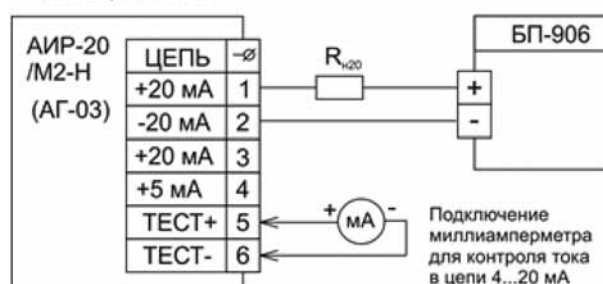 АИР-20
/М2-Н
(АГ-03)
ЦЕПЬ -Ø
+20 мА 1
-20 мА 2
+20 мА 3
+5 мА 4
ТЕСТ+ 5
ТЕСТ- 6
Rн20
БП-906
+
-
+ мА -
Подключение
миллиамперметра
для контроля тока
в цепи 4...20 мА